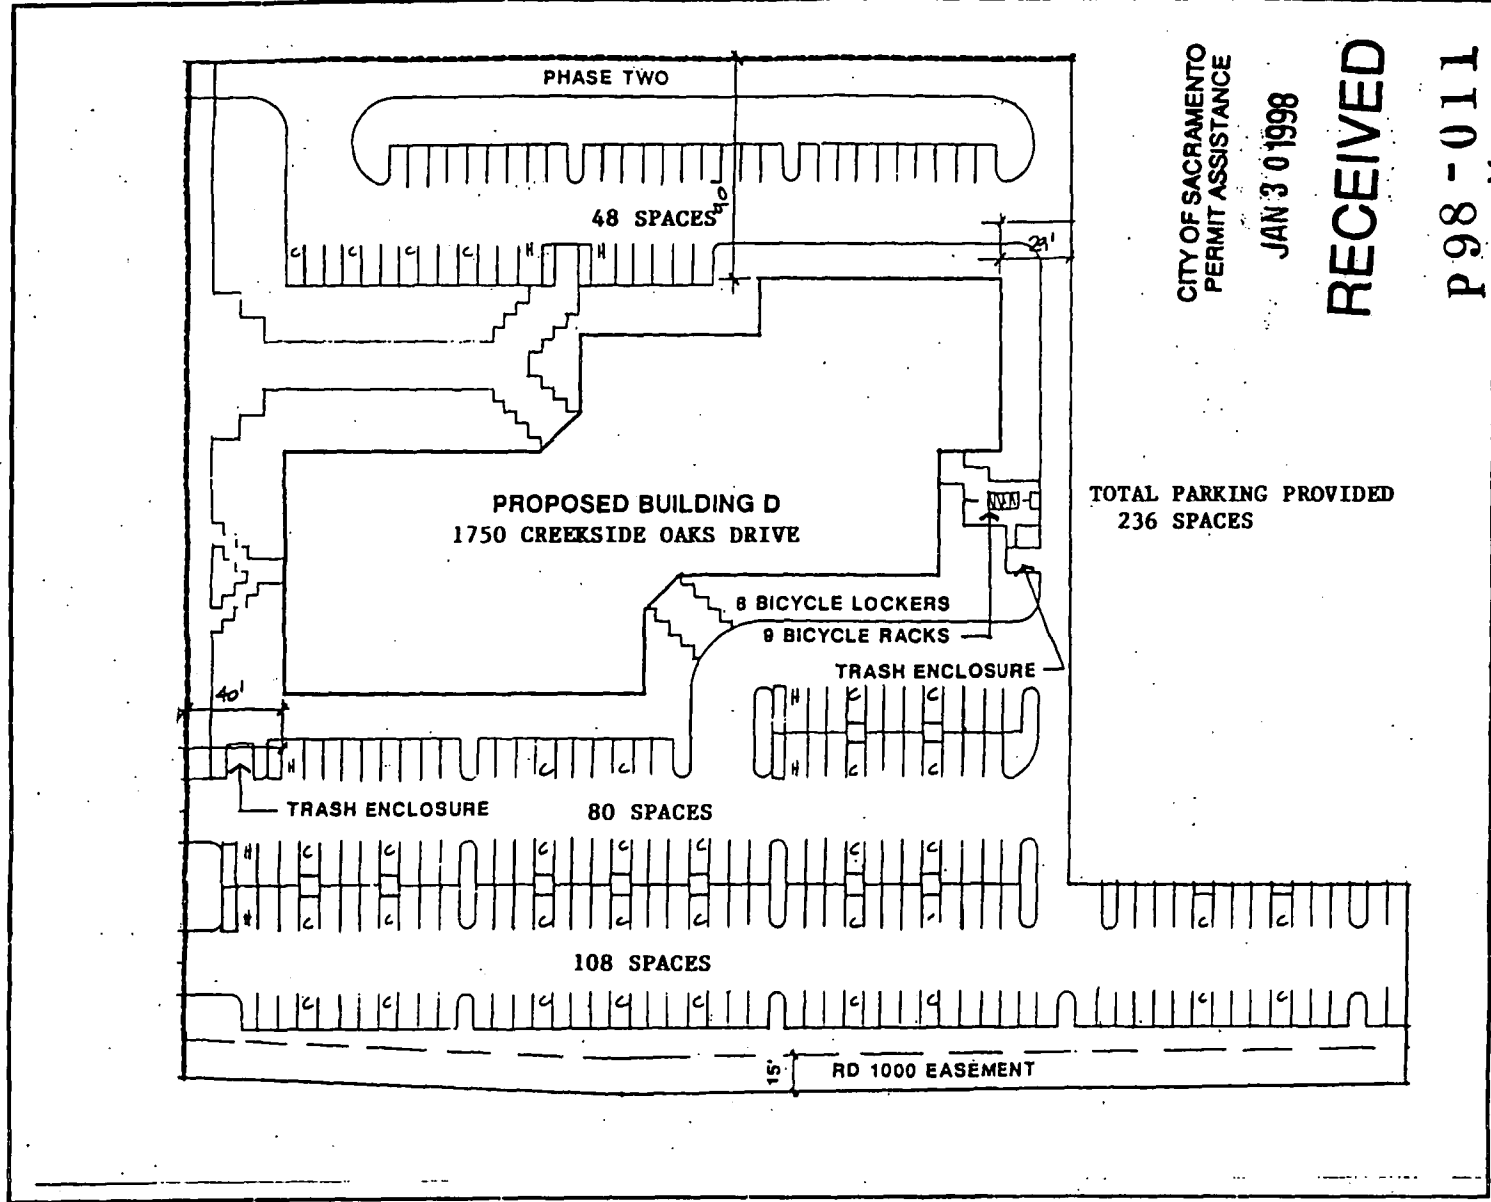 PHASE TWO
48 SPACES
90'
29'
C C C C H H
PROPOSED BUILDING D
1750 CREEKSIDE OAKS DRIVE
8 BICYCLE LOCKERS
9 BICYCLE RACKS
TRASH ENCLOSURE
40'
H C C
H C C
H C C
TRASH ENCLOSURE
80 SPACES
H C C C C C C C
H C C C C C C
C C
108 SPACES
C C C C C C C C C
15'
RD 1000 EASEMENT
TOTAL PARKING PROVIDED
236 SPACES
CITY OF SACRAMENTO
PERMIT ASSISTANCE
JAN 30 1998
RECEIVED
P98-011